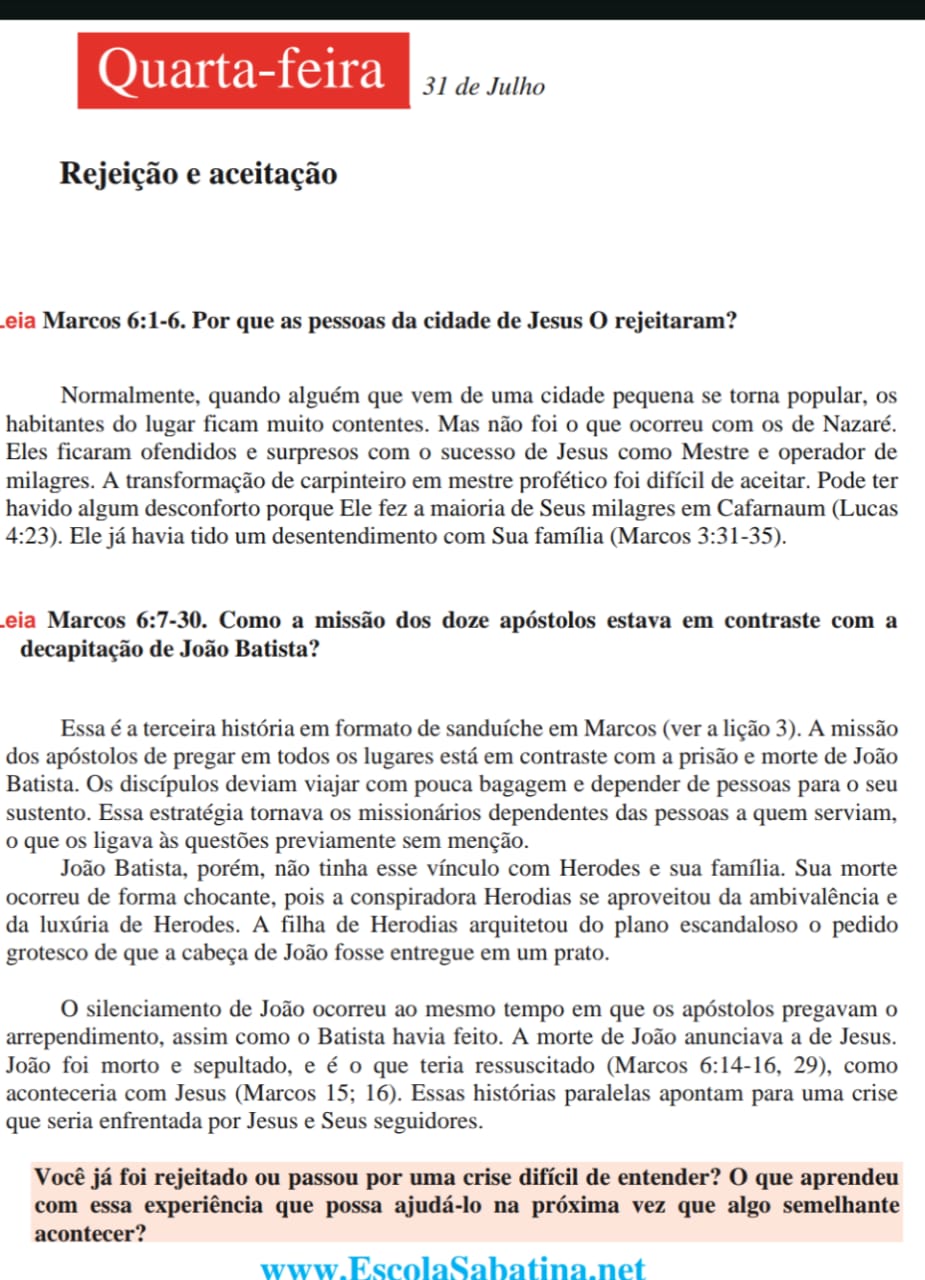 Quarta-feira 31 de Julho
Rejeição e aceitação
Leia Marcos 6:1-6. Por que as pessoas da cidade de Jesus O rejeitaram?
Normalmente, quando alguém que vem de uma cidade pequena se torna popular, os
habitantes do lugar ficam muito contentes. Mas não foi o que ocorreu com os de Nazaré.
Eles ficaram ofendidos e surpresos com o sucesso de Jesus como Mestre e operador de
milagres. A transformação de carpinteiro em mestre profético foi difícil de aceitar. Pode ter
havido algum desconforto porque Ele fez a maioria de Seus milagres em Cafarnaum (Lucas
4:23). Ele já havia tido um desentendimento com Sua família (Marcos 3:31-35).
Leia Marcos 6:7-30. Como a missão dos doze apóstolos estava em contraste com a
decapitação de João Batista?
Essa é a terceira história em formato de sanduíche em Marcos (ver a lição 3). A missão
dos apóstolos de pregar em todos os lugares está em contraste com a prisão e morte de João
Batista. Os discípulos deviam viajar com pouca bagagem e depender de pessoas para o seu
sustento. Essa estratégia tornava os missionários dependentes das pessoas a quem serviam,
o que os ligava às questões previamente sem menção.
João Batista, porém, não tinha esse vínculo com Herodes e sua família. Sua morte
ocorreu de forma chocante, pois a conspiradora Herodias se aproveitou da ambivalência e
da luxúria de Herodes. A filha de Herodias arquitetou do plano escandaloso o pedido
grotesco de que a cabeça de João fosse entregue em um prato.
O silenciamento de João ocorreu ao mesmo tempo em que os apóstolos pregavam o
arrependimento, assim como o Batista havia feito. A morte de João anunciava a de Jesus.
João foi morto e sepultado, e é o que teria ressuscitado (Marcos 6:14-16, 29), como
aconteceria com Jesus (Marcos 15; 16). Essas histórias paralelas apontam para uma crise
que seria enfrentada por Jesus e Seus seguidores.
Você já foi rejeitado ou passou por uma crise difícil de entender? O que aprendeu
com essa experiência que possa ajudá-lo na próxima vez que algo semelhante
acontecer?
www.EscolaSabatina.net